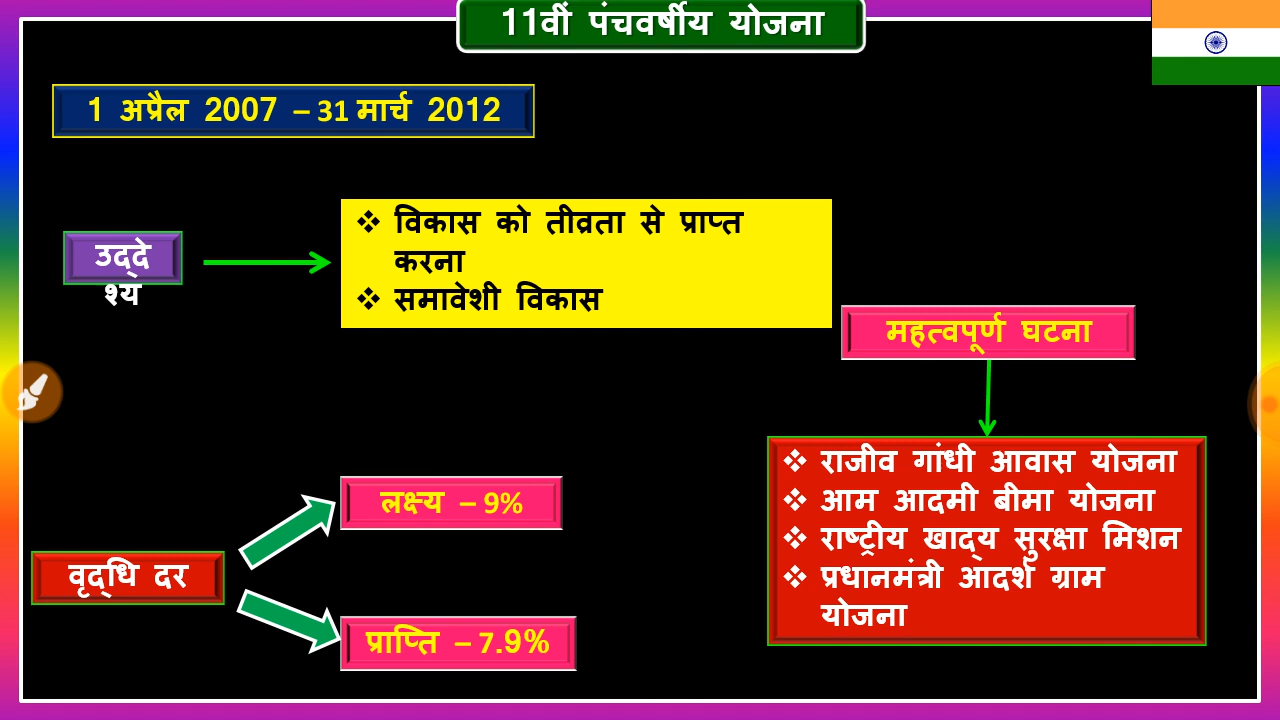 11वीं पंचवर्षीय योजना
1 अप्रैल 2007 – 31 मार्च 2012
उद्दे
श्य
❖ विकास को तीव्रता से प्राप्त
करना
❖ समावेशी विकास
महत्वपूर्ण घटना
❖ राजीव गांधी आवास योजना
❖ आम आदमी बीमा योजना
❖ राष्ट्रीय खाद्य सुरक्षा मिशन
❖ प्रधानमंत्री आदर्श ग्राम
योजना
वृद्धि दर
लक्ष्य – 9%
प्राप्ति – 7.9%